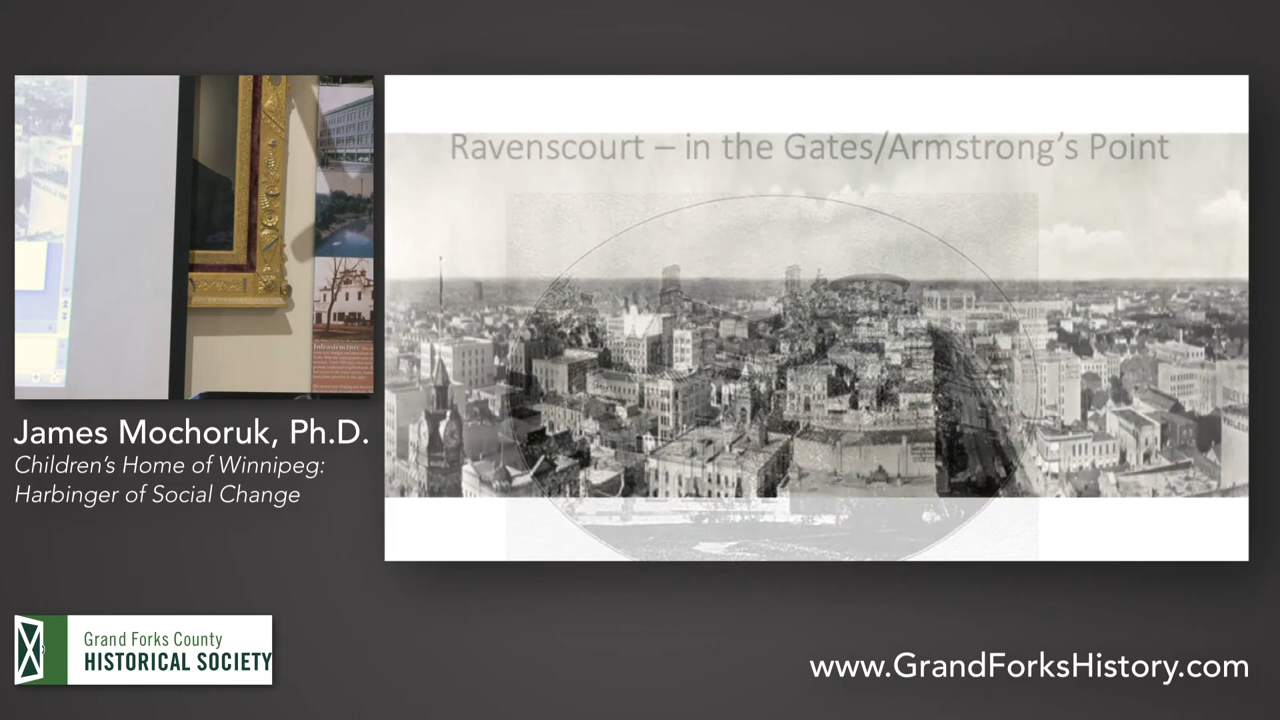 Ravenscourt – in the Gates/Armstrong's Point
Infrastructure
James Mochoruk, Ph.D.
Children's Home of Winnipeg:
Harbinger of Social Change
Grand Forks County
HISTORICAL SOCIETY
www.GrandForksHistory.com